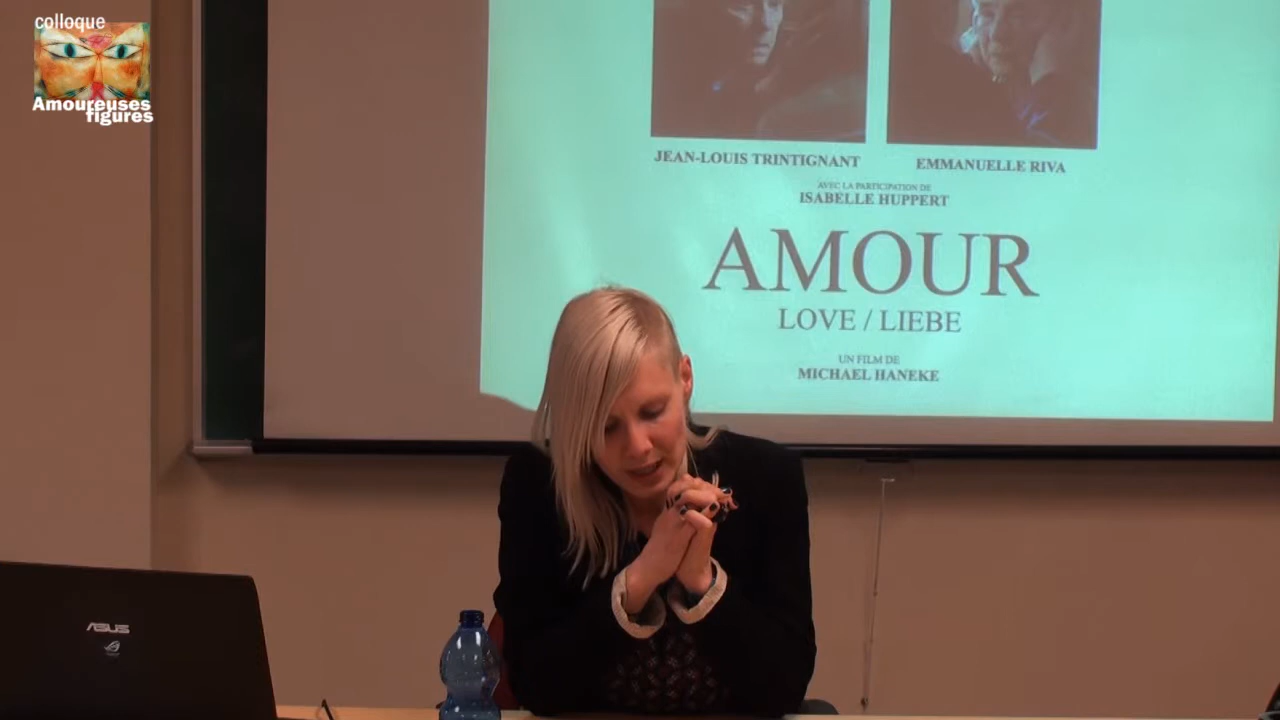 colloque
Amoureuses
figures
JEAN-LOUIS TRINTIGNANT
EMMANUELLE RIVA
AVEC LA PARTICIPATION DE
ISABELLE HUPPERT
AMOUR
LOVE / LIEBE
UN FILM DE
MICHAEL HANEKE
ASUS